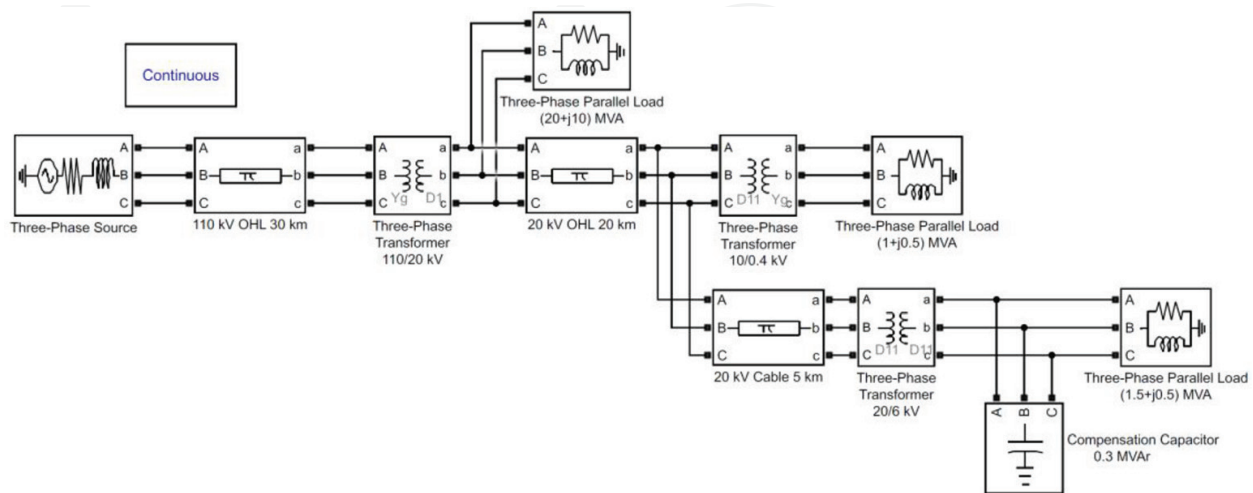 Continuous
A
B
C
Three-Phase Parallel Load
(20+j10) MVA
A
B
C
Three-Phase Source
A
B
C
π
a
b
c
110 kV OHL 30 km
A
B
C
Yg
D1
a
b
c
Three-Phase
Transformer
110/20 kV
A
B
C
π
a
b
c
20 kV OHL 20 km
A
B
C
D11
Yg
a
b
c
Three-Phase
Transformer
10/0.4 kV
A
B
C
Three-Phase Parallel Load
(1+j0.5) MVA
A
B
C
π
a
b
c
20 kV Cable 5 km
A
B
C
D11
D11
a
b
c
Three-Phase
Transformer
20/6 kV
A
B
C
Three-Phase Parallel Load
(1.5+j0.5) MVA
A
B
C
Compensation Capacitor
0.3 MVAr